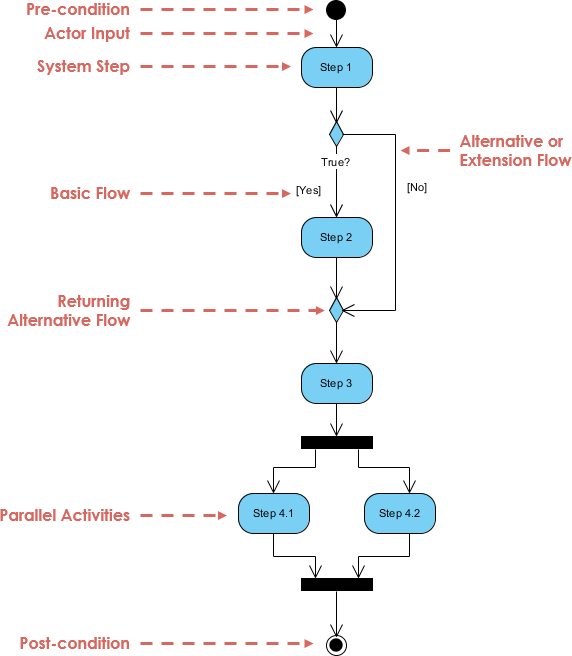 Pre-condition
Actor Input
System Step
Step 1
True?
Alternative or
Extension Flow
Basic Flow
[Yes]
[No]
Step 2
Returning
Alternative Flow
Step 3
Parallel Activities
Step 4.1
Step 4.2
Post-condition